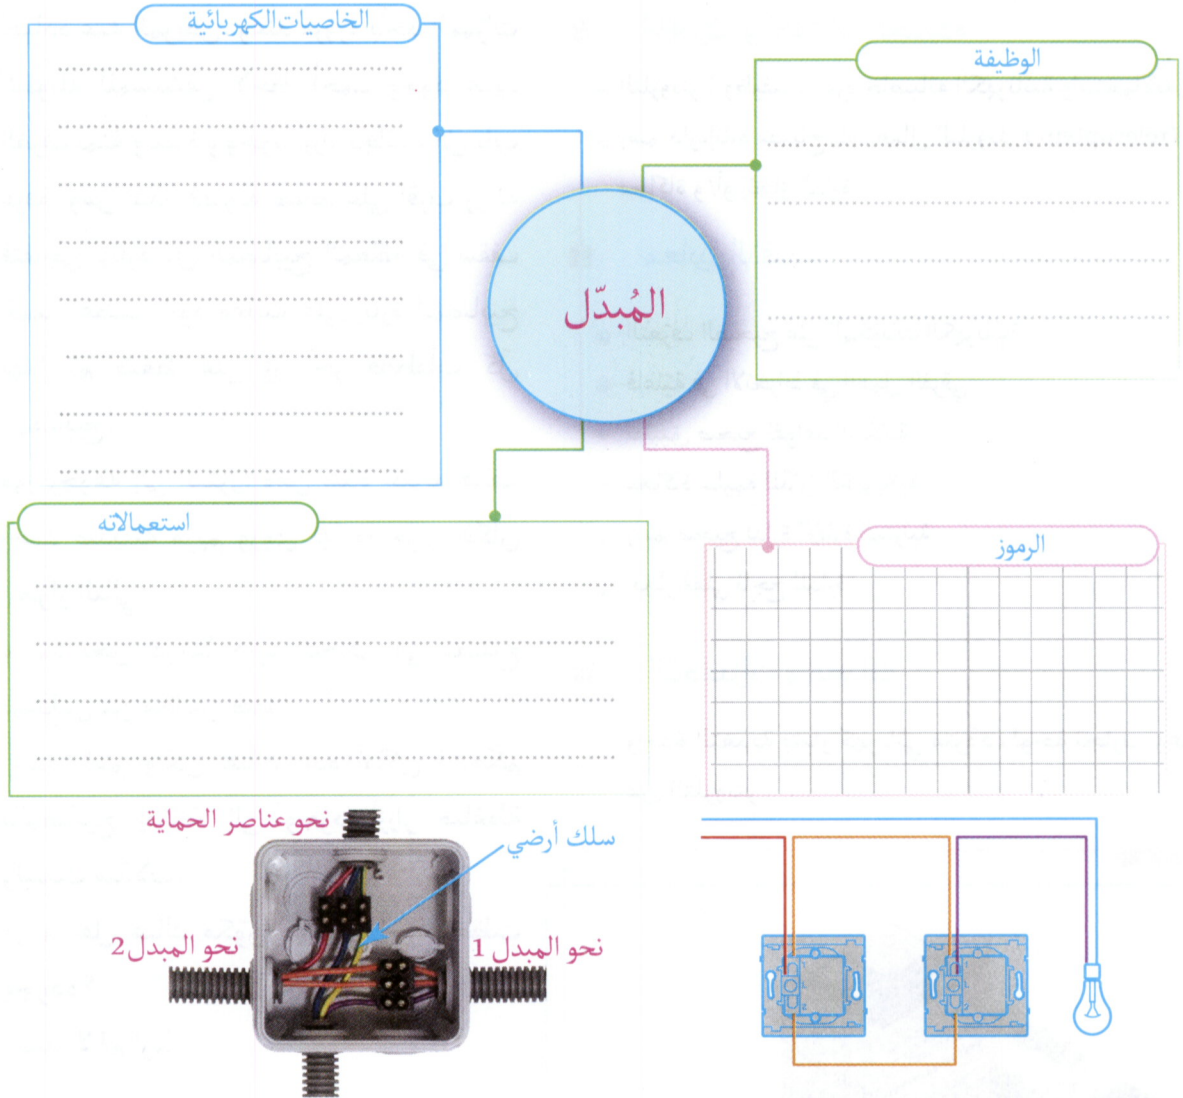 الخاصيات الكهربائية
الوظيفة
المُبدّل
استعمالاته
الرموز
نحو عناصر الحماية
سلك أرضي
نحو المبدل 2
نحو المبدل 1